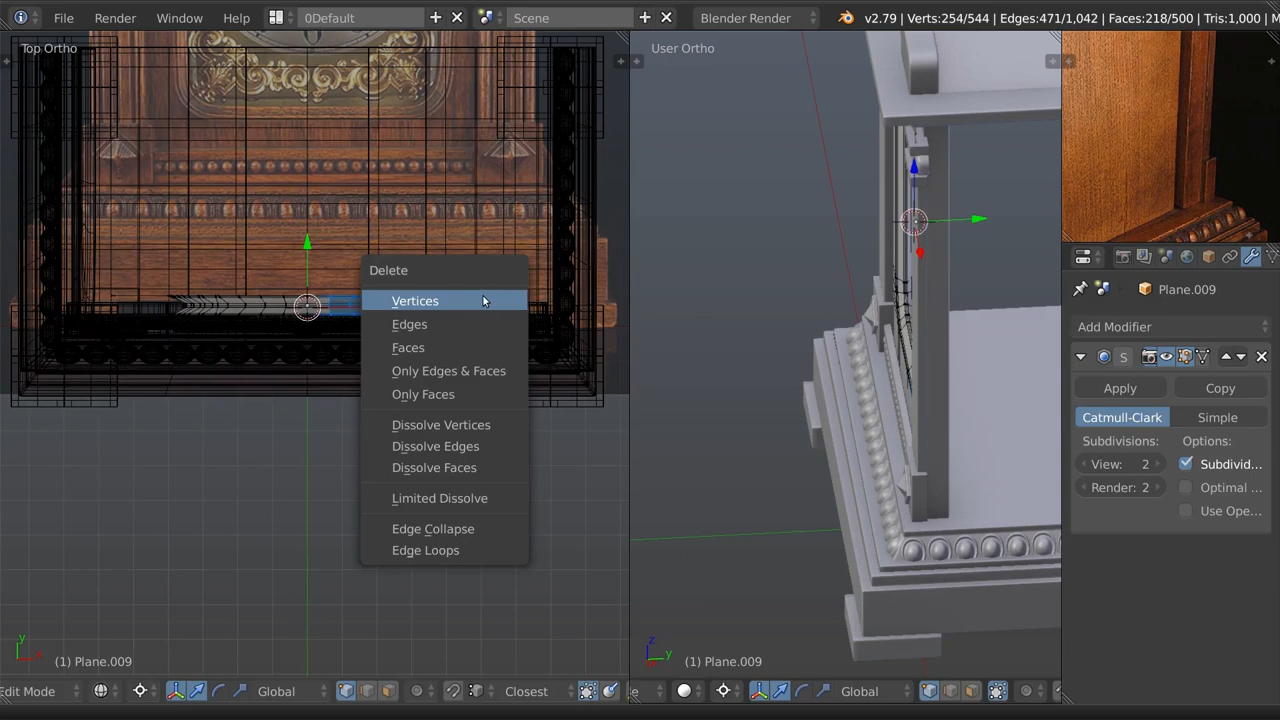 File Render Window Help 0Default Scene Blender Render v2.79 | Verts:254/544 | Edges:471/1,042 | Faces:218/500 | Tris:1,000 |
Top Ortho
User Ortho
Delete
Vertices
Edges
Faces
Only Edges & Faces
Only Faces
Dissolve Vertices
Dissolve Edges
Dissolve Faces
Limited Dissolve
Edge Collapse
Edge Loops
Plane.009
Add Modifier
S
Apply Copy
Catmull-Clark Simple
Subdivisions: Options:
View: 2 Subdivid...
Render: 2 Optimal ...
Use Ope...
y
x
(1) Plane.009
z
y
(1) Plane.009
Edit Mode Global Closest
Global